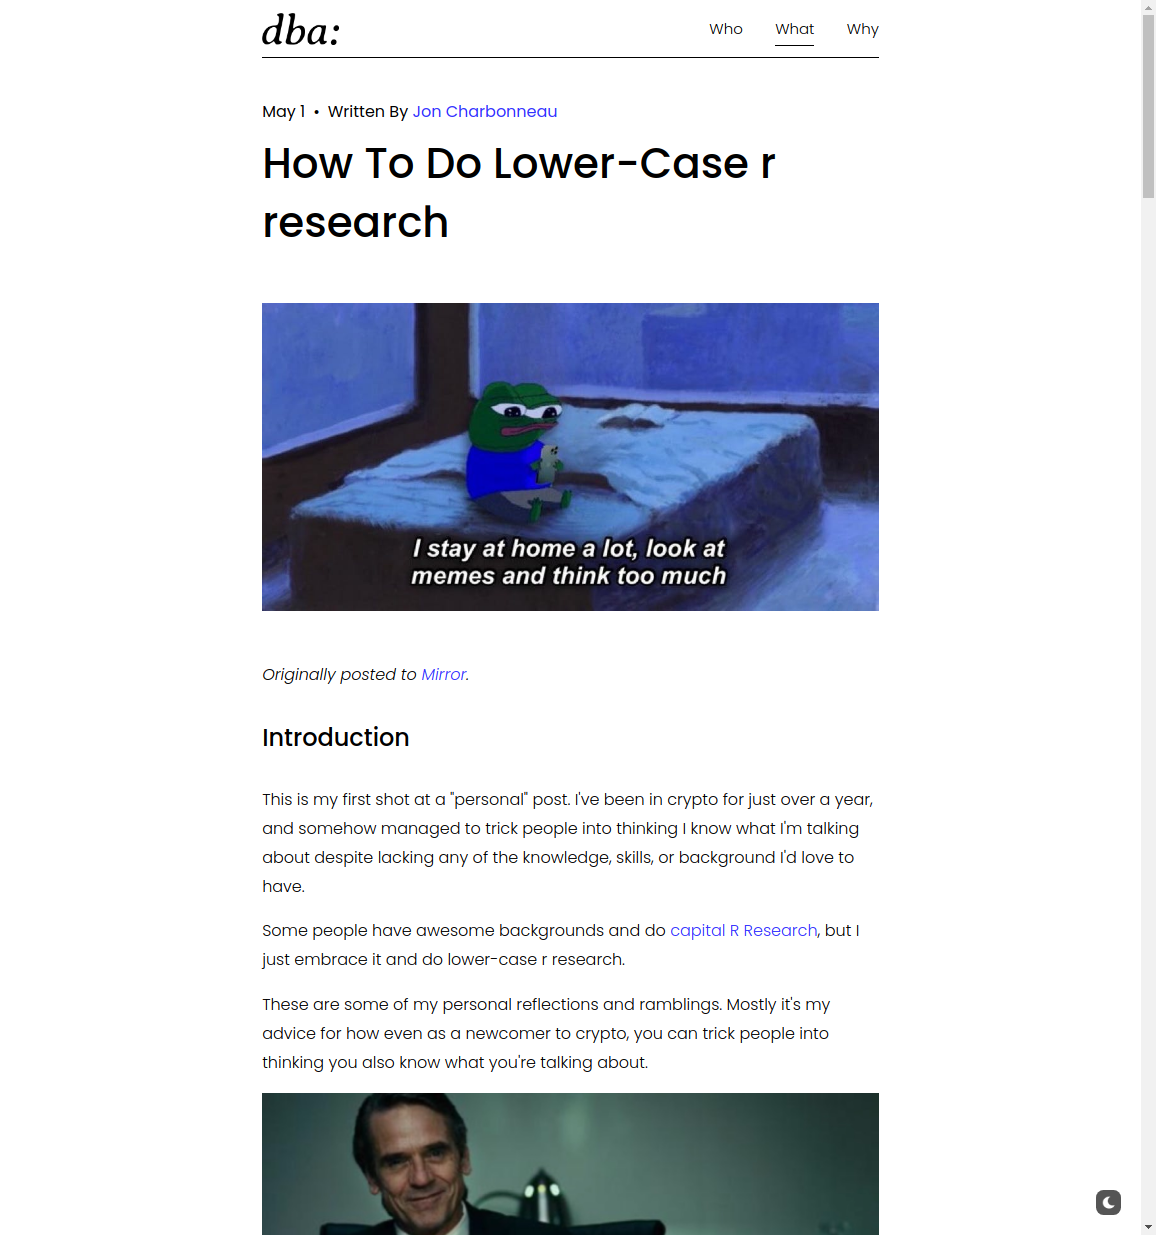 dba:
Who What Why
May 1 • Written By Jon Charbonneau
How To Do Lower-Case r
research
I stay at home a lot, look at
memes and think too much
Originally posted to Mirror.
Introduction
This is my first shot at a "personal" post. I've been in crypto for just over a year,
and somehow managed to trick people into thinking I know what I'm talking
about despite lacking any of the knowledge, skills, or background I'd love to
have.
Some people have awesome backgrounds and do capital R Research, but I
just embrace it and do lower-case r research.
These are some of my personal reflections and ramblings. Mostly it's my
advice for how even as a newcomer to crypto, you can trick people into
thinking you also know what you're talking about.